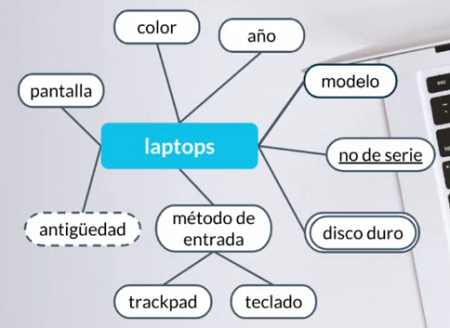 color
año
pantalla
modelo
laptops
no de serie
antigüedad
método de
entrada
disco duro
trackpad
teclado